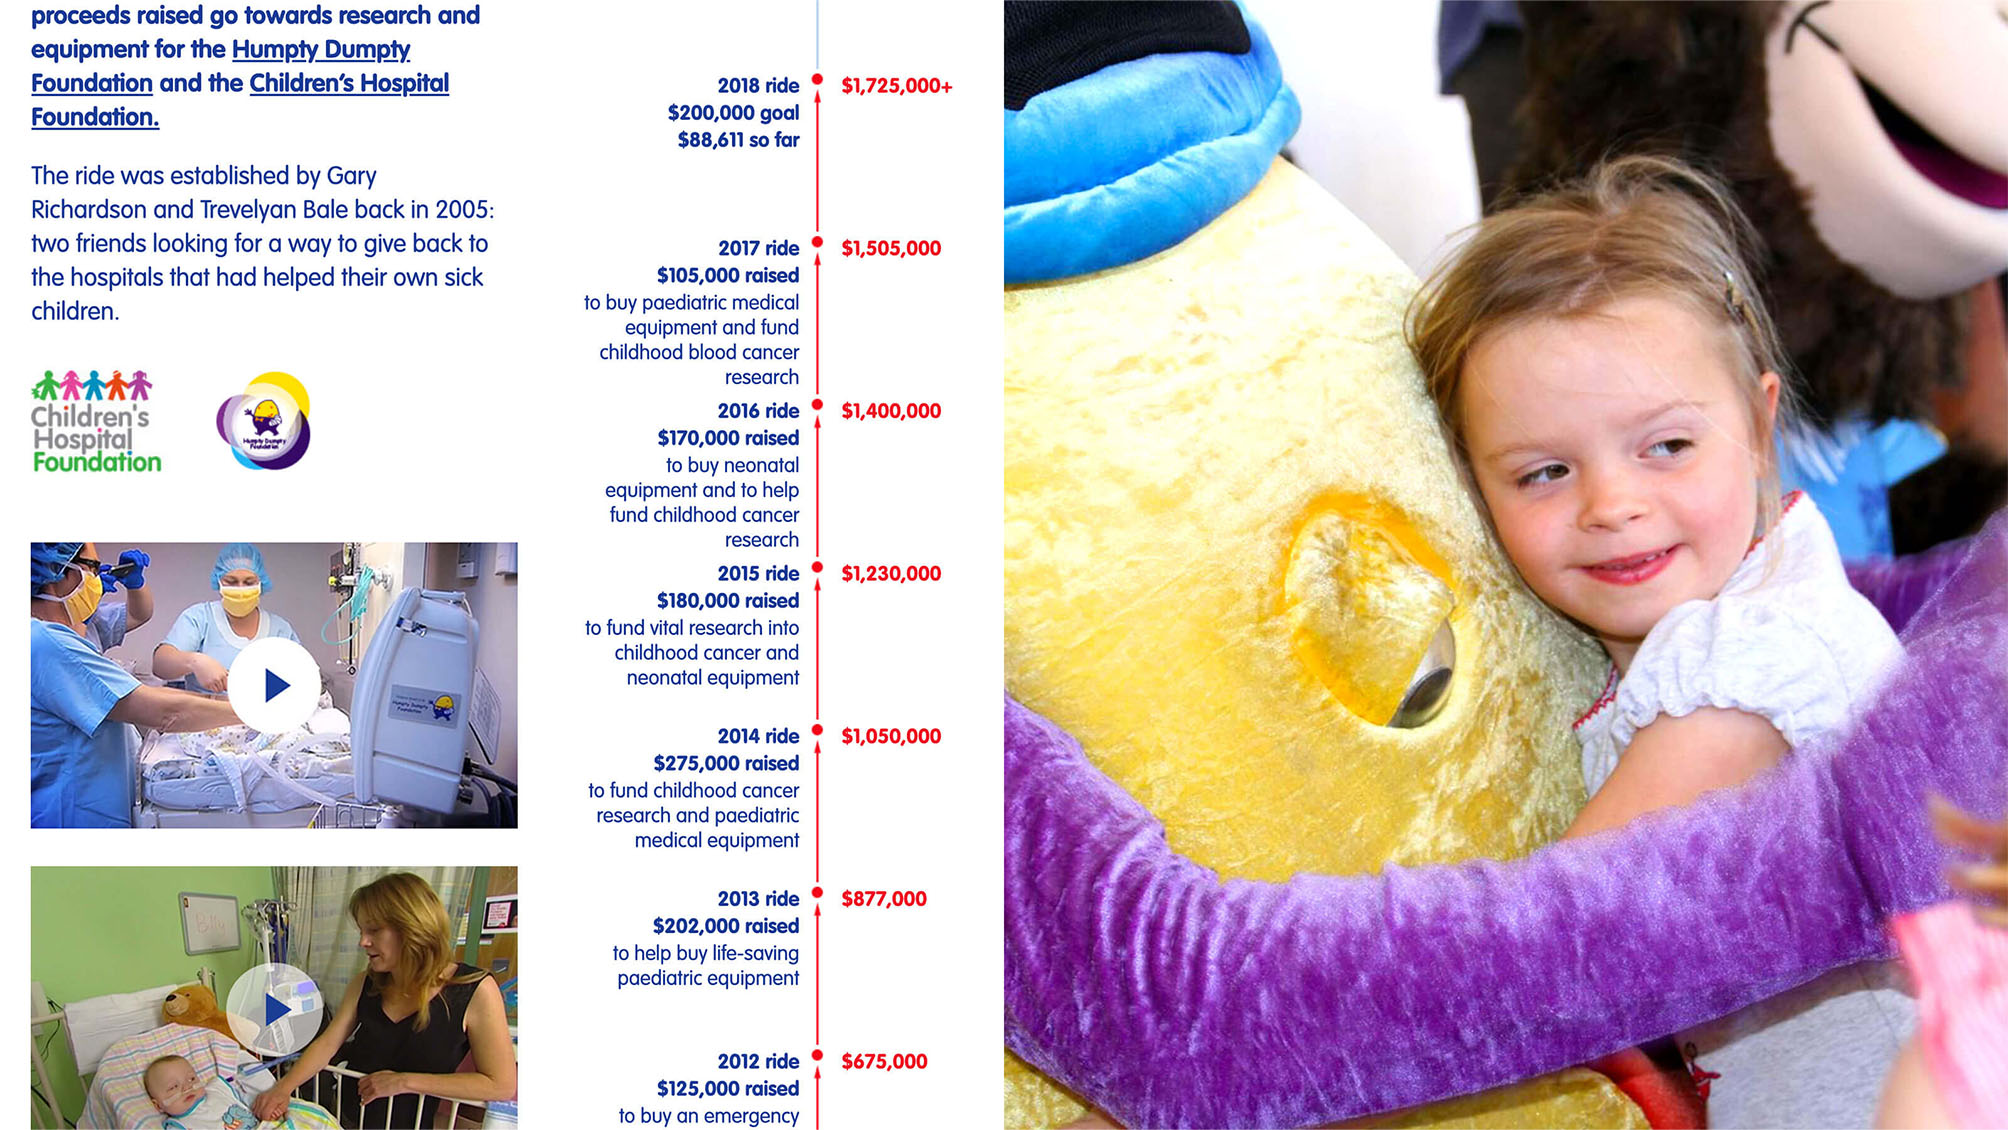 proceeds raised go towards research and
equipment for the Humpty Dumpty
Foundation and the Children's Hospital
Foundation.
The ride was established by Gary
Richardson and Trevelyan Bale back in 2005:
two friends looking for a way to give back to
the hospitals that had helped their own sick
children.
Children's
Hospital
Foundation
Humpty Dumpty
Foundation
Humpty Dumpty
Foundation
Billy
2018 ride
$1,725,000+
$200,000 goal
$88,611 so far
2017 ride
$1,505,000
$105,000 raised
to buy paediatric medical
equipment and fund
childhood blood cancer
research
2016 ride
$1,400,000
$170,000 raised
to buy neonatal
equipment and to help
fund childhood cancer
research
2015 ride
$1,230,000
$180,000 raised
to fund vital research into
childhood cancer and
neonatal equipment
2014 ride
$1,050,000
$275,000 raised
to fund childhood cancer
research and paediatric
medical equipment
2013 ride
$877,000
$202,000 raised
to help buy life-saving
paediatric equipment
2012 ride
$675,000
$125,000 raised
to buy an emergency